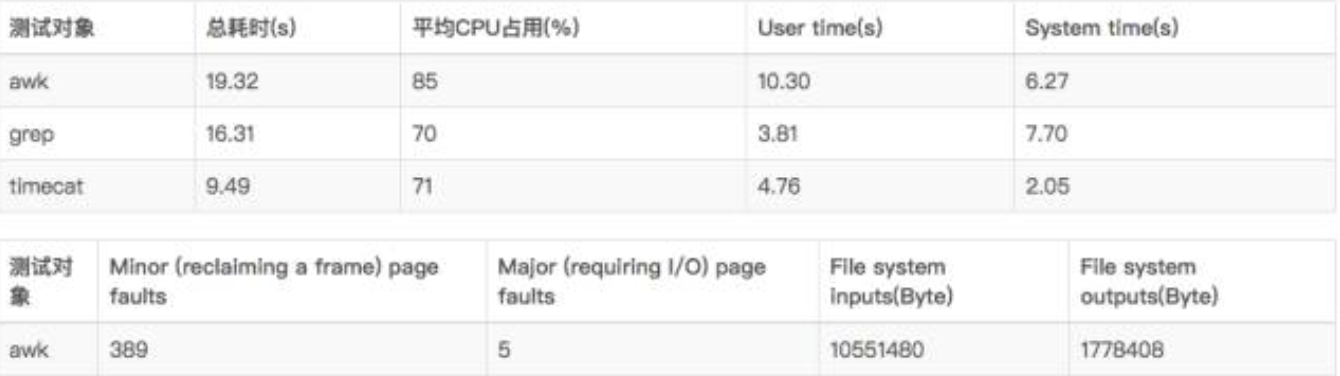 测试对象 总耗时(s) 平均CPU占用(%) User time(s) System time(s)
awk 19.32 85 10.30 6.27
grep 16.31 70 3.81 7.70
timecat 9.49 71 4.76 2.05
测试对 Minor (reclaiming a frame) page Major (requiring I/O) page File system File system
象 faults faults inputs(Byte) outputs(Byte)
awk 389 5 10551480 1778408